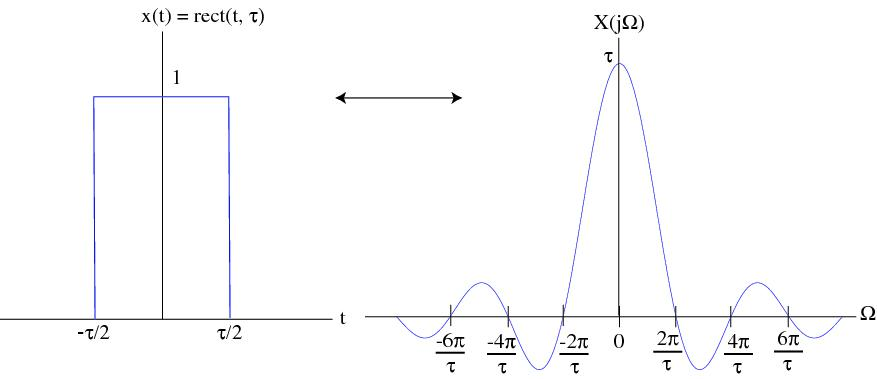 x(t) = rect(t, τ)
1
-τ/2
τ/2
t
X(jΩ)
τ
-6π
τ
-4π
τ
-2π
τ
0
2π
τ
4π
τ
6π
τ
Ω